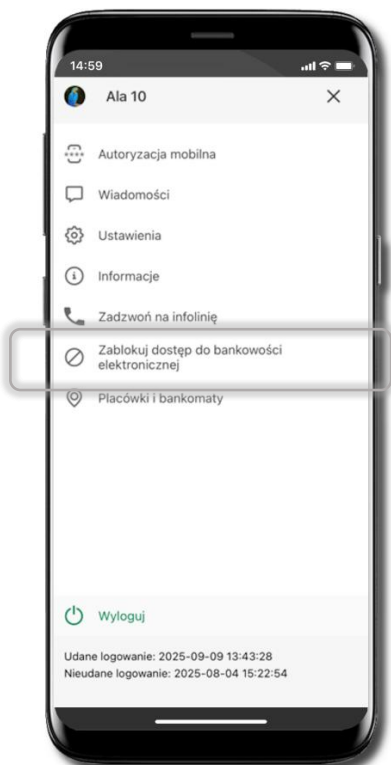 14:59
Ala 10
Autoryzacja mobilna
Wiadomości
Ustawienia
Informacje
Zadzwoń na infolinię
Zablokuj dostęp do bankowości
elektronicznej
Placówki i bankomaty
Wyloguj
Udane logowanie: 2025-09-09 13:43:28
Nieudane logowanie: 2025-08-04 15:22:54